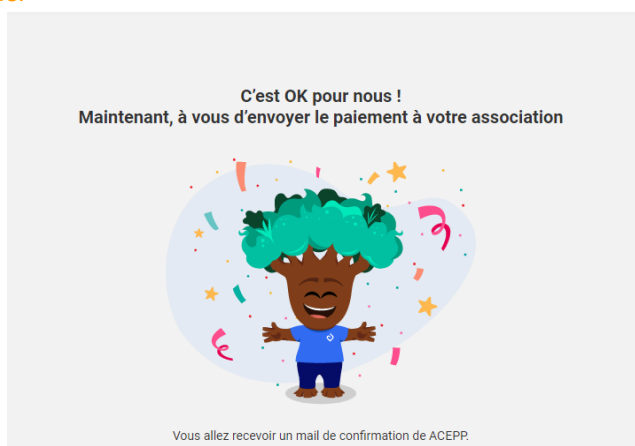 C'est OK pour nous !
Maintenant, à vous d'envoyer le paiement à votre association
Vous allez recevoir un mail de confirmation de ACEPP.